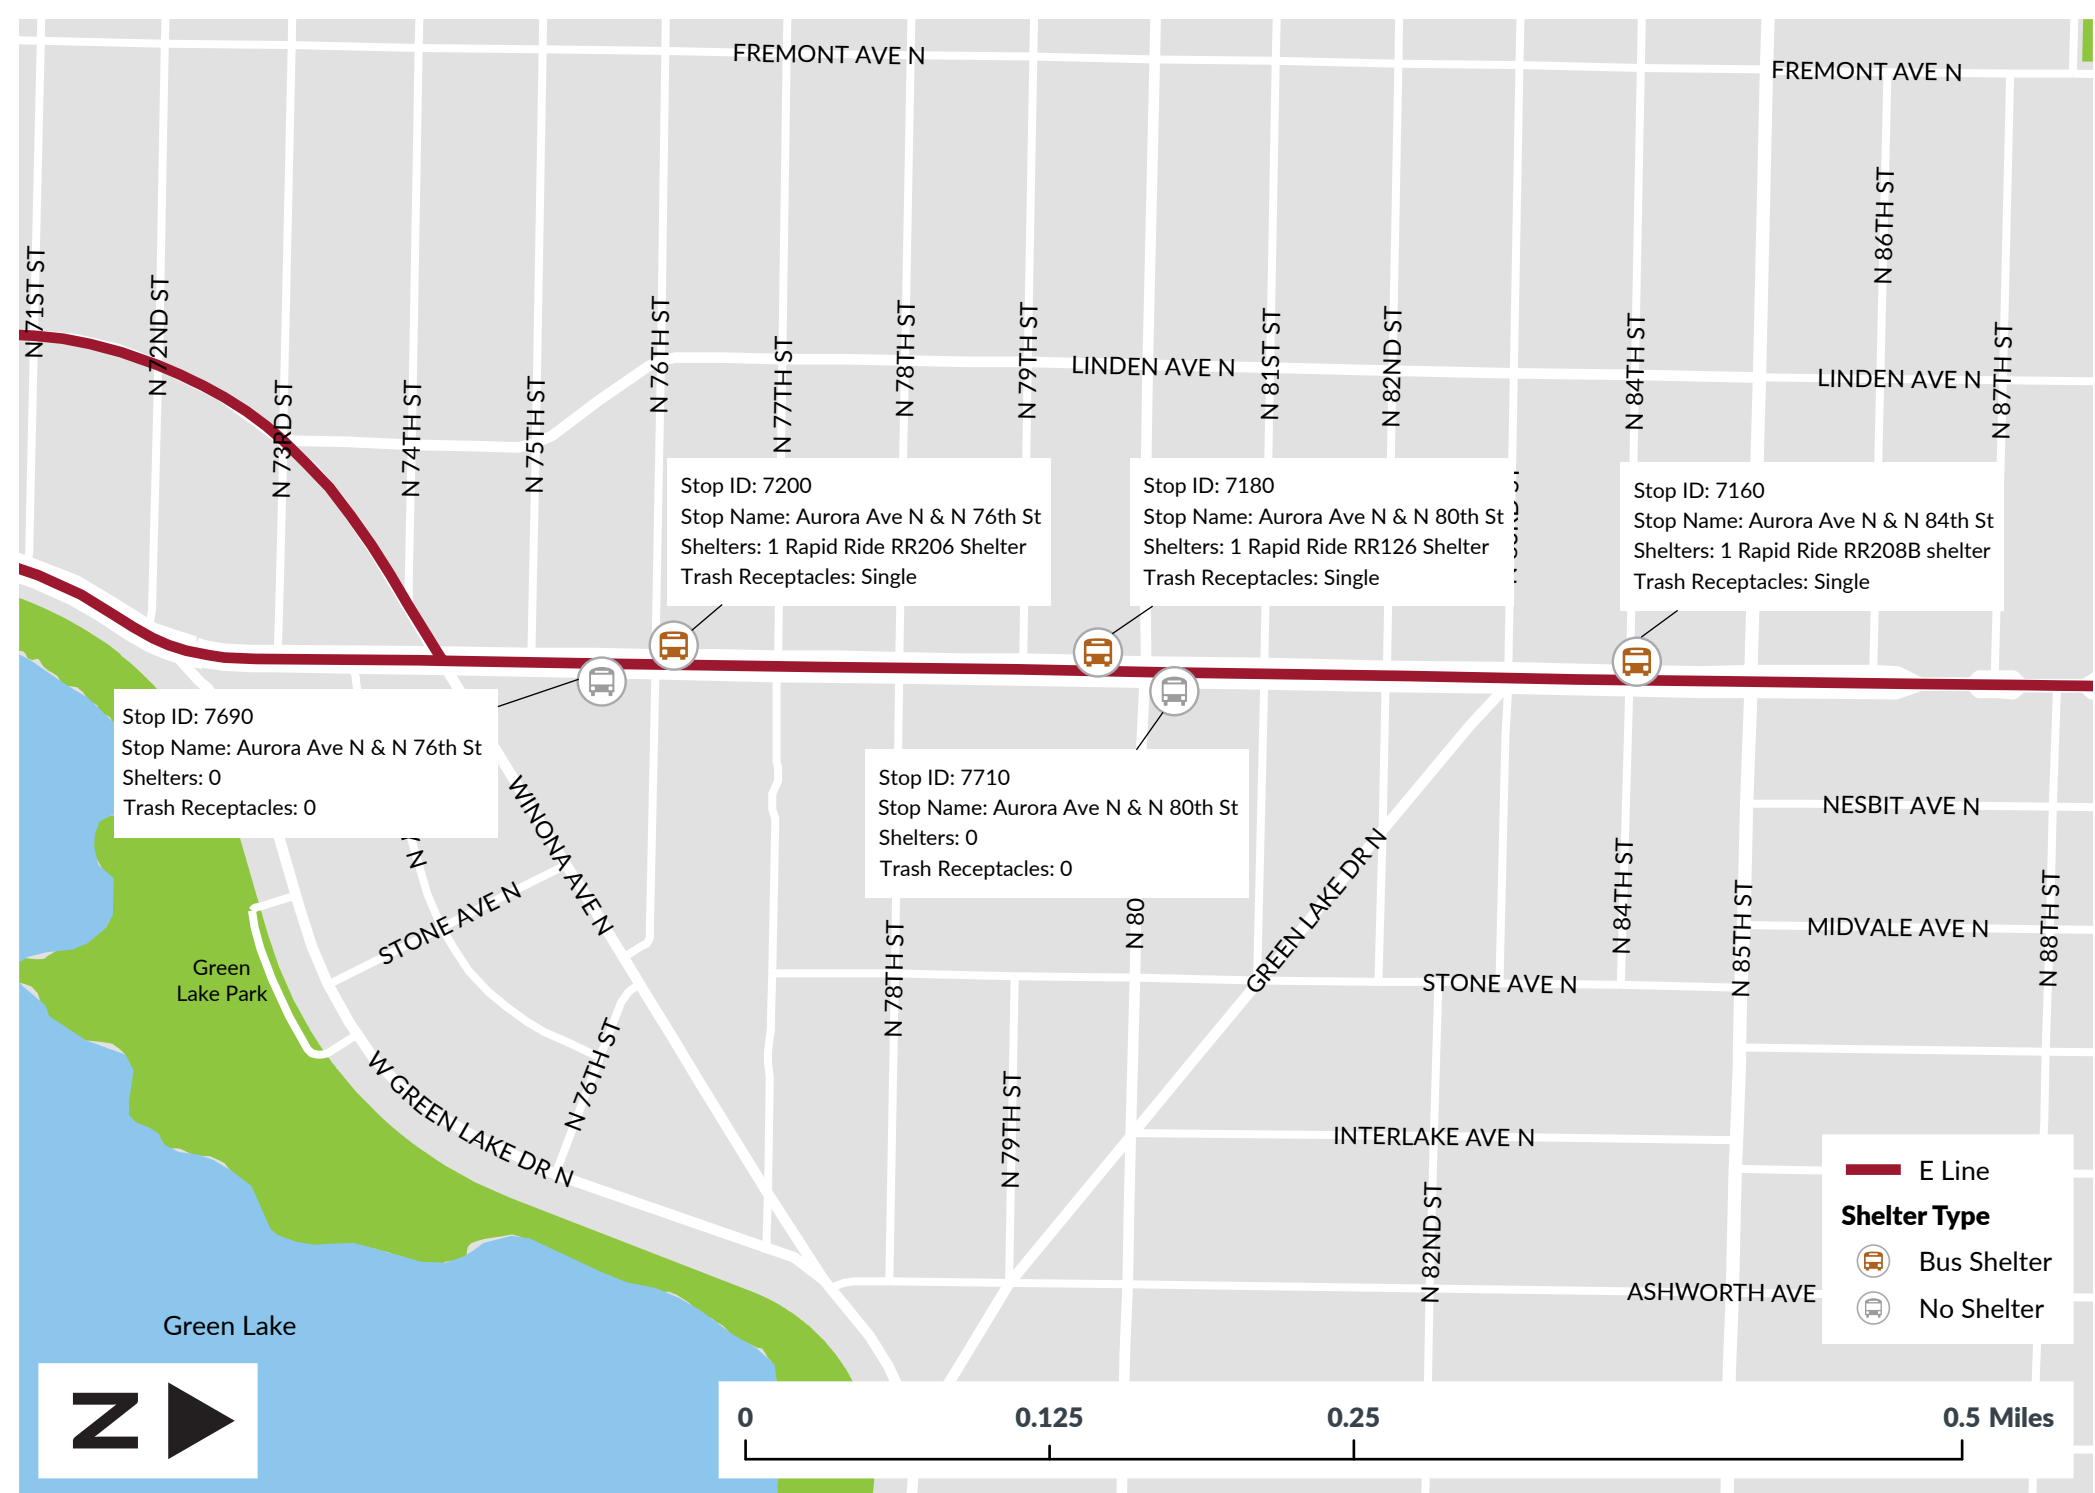 FREMONT AVE N
FREMONT AVE N
N 71ST ST
N 72ND ST
N 73RD ST
N 74TH ST
N 75TH ST
N 76TH ST
N 77TH ST
N 78TH ST
N 79TH ST
LINDEN AVE N
N 81ST ST
N 82ND ST
N 84TH ST
N 86TH ST
LINDEN AVE N
N 87TH ST
Stop ID: 7200
Stop Name: Aurora Ave N & N 76th St
Shelters: 1 Rapid Ride RR206 Shelter
Trash Receptacles: Single
Stop ID: 7180
Stop Name: Aurora Ave N & N 80th St
Shelters: 1 Rapid Ride RR126 Shelter
Trash Receptacles: Single
Stop ID: 7160
Stop Name: Aurora Ave N & N 84th St
Shelters: 1 Rapid Ride RR208B shelter
Trash Receptacles: Single
Stop ID: 7690
Stop Name: Aurora Ave N & N 76th St
Shelters: 0
Trash Receptacles: 0
Stop ID: 7710
Stop Name: Aurora Ave N & N 80th St
Shelters: 0
Trash Receptacles: 0
N
WINONA AVE N
STONE AVE N
Green
Lake Park
W GREEN LAKE DR N
N 76TH ST
N 78TH ST
N 79TH ST
N 80
GREEN LAKE DR N
STONE AVE N
N 84TH ST
N 85TH ST
NESBIT AVE N
MIDVALE AVE N
N 88TH ST
INTERLAKE AVE N
N 82ND ST
ASHWORTH AVE
E Line
Shelter Type
Bus Shelter
No Shelter
Green Lake
N
0 0.125 0.25 0.5 Miles